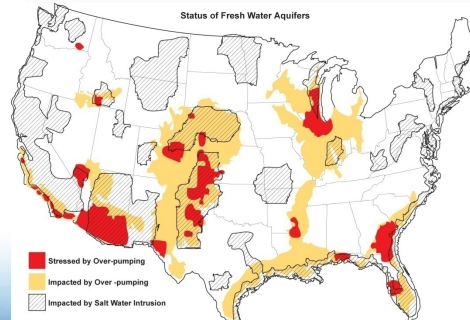 Status of Fresh Water Aquifers
Stressed by Over-pumping
Impacted by Over -pumping
Impacted by Salt Water Intrusion